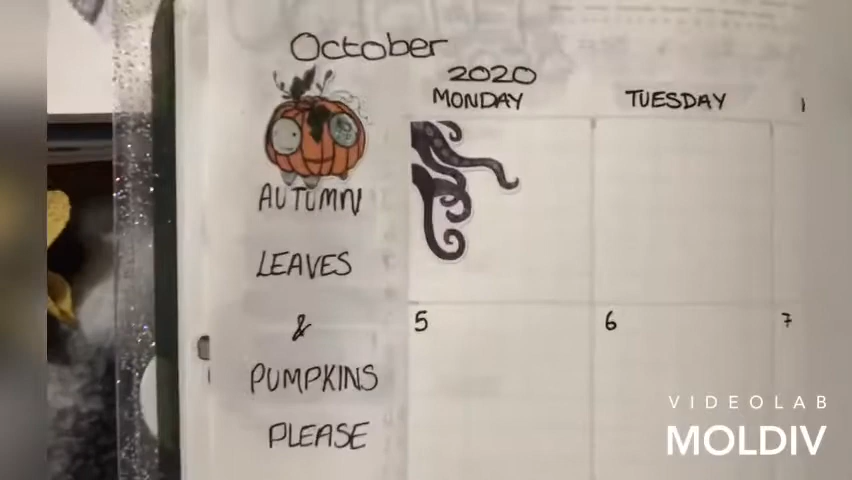 October
2020
MONDAY TUESDAY
AUTUMN
LEAVES
&
PUMPKINS
PLEASE
5 6 7
VIDEOLAB
MOLDIV